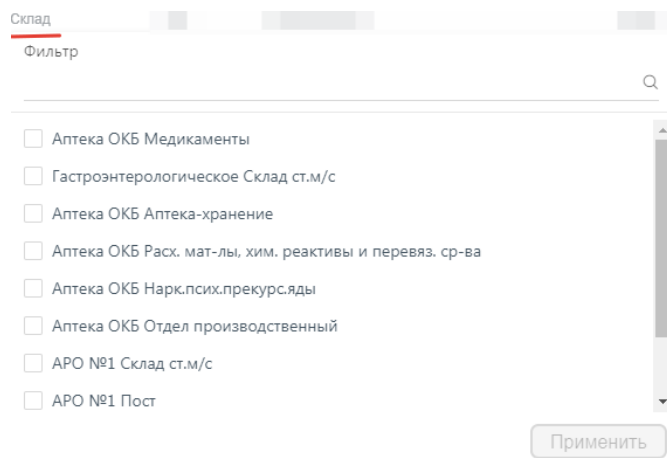 Склад
Фильтр
Аптека ОКБ Медикаменты
Гастроэнтерологическое Склад ст.м/с
Аптека ОКБ Аптека-хранение
Аптека ОКБ Расх. мат-лы, хим. реактивы и перевяз. ср-ва
Аптека ОКБ Нарк.псих.прекурс.яды
Аптека ОКБ Отдел производственный
АРО №1 Склад ст.м/с
АРО №1 Пост
Применить